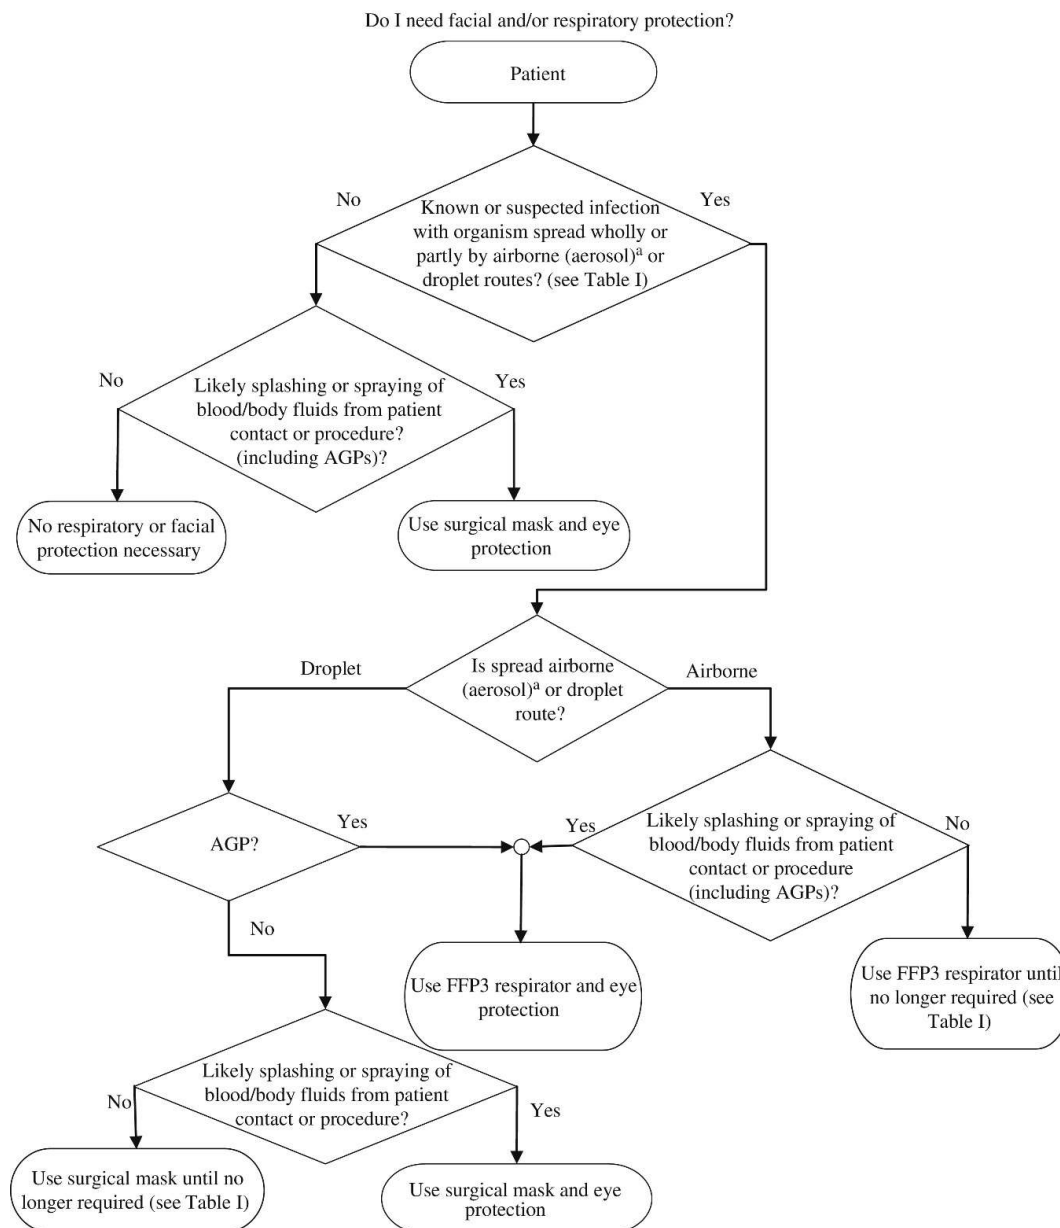 Do I need facial and/or respiratory protection?
Patient
No
Yes
Known or suspected infection
with organism spread wholly or
partly by airborne (aerosol)ᵃ or
droplet routes? (see Table I)
No
Yes
Likely splashing or spraying of
blood/body fluids from patient
contact or procedure?
(including AGPs)?
No respiratory or facial
protection necessary
Use surgical mask and eye
protection
Droplet
Airborne
Is spread airborne
(aerosol)ᵃ or droplet
route?
AGP?
Yes
Yes
No
Likely splashing or spraying of
blood/body fluids from patient
contact or procedure
(including AGPs)?
No
Use FFP3 respirator and eye
protection
Use FFP3 respirator until
no longer required (see
Table I)
Likely splashing or spraying of
blood/body fluids from patient
contact or procedure?
No
Yes
Use surgical mask until no
longer required (see Table I)
Use surgical mask and eye
protection